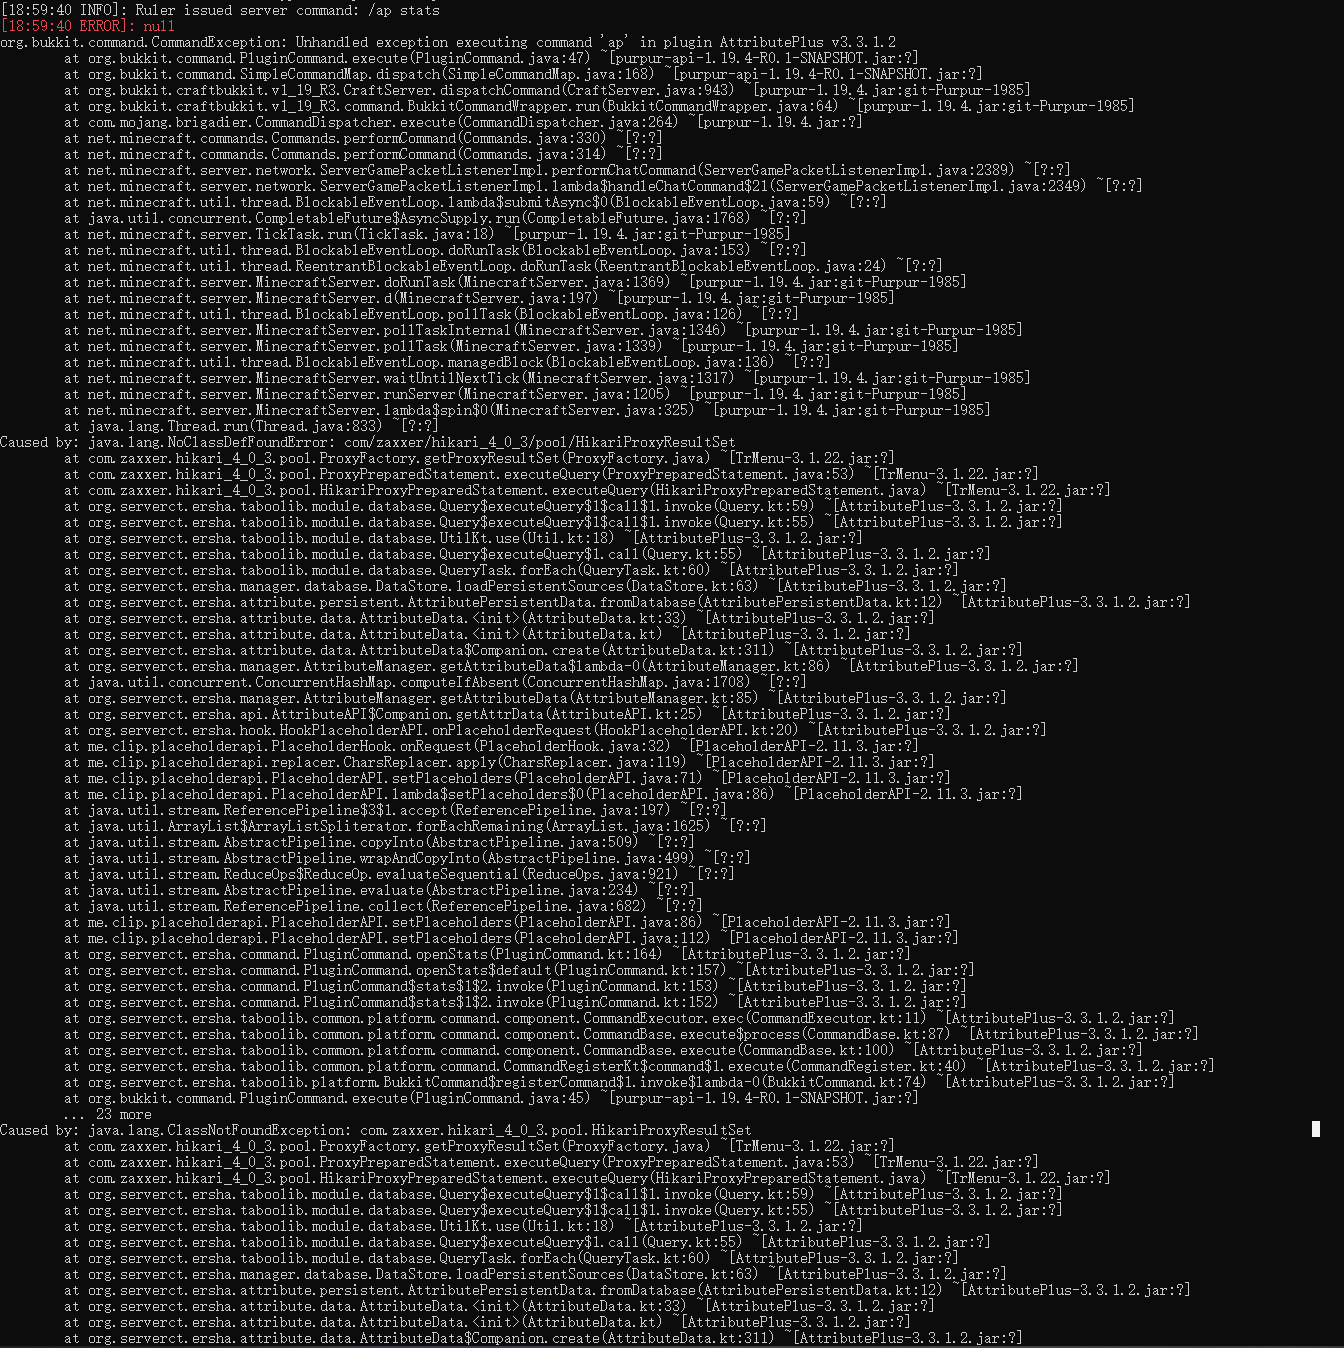 [18:59:40 INFO]: Ruler issued server command: /ap stats
[18:59:40 ERROR]: null
org.bukkit.command.CommandException: Unhandled exception executing command 'ap' in plugin AttributePlus v3.3.1.2
at org.bukkit.command.PluginCommand.execute(PluginCommand.java:47) ~[purpur-api-1.19.4-R0.1-SNAPSHOT.jar:?]
at org.bukkit.command.SimpleCommandMap.dispatch(SimpleCommandMap.java:168) ~[purpur-api-1.19.4-R0.1-SNAPSHOT.jar:?]
at org.bukkit.craftbukkit.v1_19_R3.CraftServer.dispatchCommand(CraftServer.java:943) ~[purpur-1.19.4.jar:git-Purpur-1985]
at org.bukkit.craftbukkit.v1_19_R3.command.BukkitCommandWrapper.run(BukkitCommandWrapper.java:64) ~[purpur-1.19.4.jar:git-Purpur-1985]
at com.mojang.brigadier.CommandDispatcher.execute(CommandDispatcher.java:264) ~[purpur-1.19.4.jar:?]
at net.minecraft.commands.Commands.performCommand(Commands.java:330) ~[?:?]
at net.minecraft.commands.Commands.performCommand(Commands.java:314) ~[?:?]
at net.minecraft.server.network.ServerGamePacketListenerImpl.performChatCommand(ServerGamePacketListenerImpl.java:2389) ~[?:?]
at net.minecraft.server.network.ServerGamePacketListenerImpl.lambda$handleChatCommand$21(ServerGamePacketListenerImpl.java:2349) ~[?:?]
at net.minecraft.util.thread.BlockableEventLoop.lambda$submitAsync$0(BlockableEventLoop.java:59) ~[?:?]
at java.util.concurrent.CompletableFuture$AsyncSupply.run(CompletableFuture.java:1768) ~[?:?]
at net.minecraft.server.TickTask.run(TickTask.java:18) ~[purpur-1.19.4.jar:git-Purpur-1985]
at net.minecraft.util.thread.BlockableEventLoop.doRunTask(BlockableEventLoop.java:153) ~[?:?]
at net.minecraft.util.thread.ReentrantBlockableEventLoop.doRunTask(ReentrantBlockableEventLoop.java:24) ~[?:?]
at net.minecraft.server.MinecraftServer.doRunTask(MinecraftServer.java:1369) ~[purpur-1.19.4.jar:git-Purpur-1985]
at net.minecraft.server.MinecraftServer.d(MinecraftServer.java:197) ~[purpur-1.19.4.jar:git-Purpur-1985]
at net.minecraft.util.thread.BlockableEventLoop.pollTask(BlockableEventLoop.java:126) ~[?:?]
at net.minecraft.server.MinecraftServer.pollTaskInternal(MinecraftServer.java:1346) ~[purpur-1.19.4.jar:git-Purpur-1985]
at net.minecraft.server.MinecraftServer.pollTask(MinecraftServer.java:1339) ~[purpur-1.19.4.jar:git-Purpur-1985]
at net.minecraft.util.thread.BlockableEventLoop.managedBlock(BlockableEventLoop.java:136) ~[?:?]
at net.minecraft.server.MinecraftServer.waitUntilNextTick(MinecraftServer.java:1317) ~[purpur-1.19.4.jar:git-Purpur-1985]
at net.minecraft.server.MinecraftServer.runServer(MinecraftServer.java:1205) ~[purpur-1.19.4.jar:git-Purpur-1985]
at net.minecraft.server.MinecraftServer.lambda$spin$0(MinecraftServer.java:325) ~[purpur-1.19.4.jar:git-Purpur-1985]
at java.lang.Thread.run(Thread.java:833) ~[?:?]
Caused by: java.lang.NoClassDefFoundError: com/zaxxer/hikari_4_0_3/pool/HikariProxyResultSet
at com.zaxxer.hikari_4_0_3.pool.ProxyFactory.getProxyResultSet(ProxyFactory.java) ~[TrMenu-3.1.22.jar:?]
at com.zaxxer.hikari_4_0_3.pool.ProxyPreparedStatement.executeQuery(ProxyPreparedStatement.java:53) ~[TrMenu-3.1.22.jar:?]
at com.zaxxer.hikari_4_0_3.pool.HikariProxyPreparedStatement.executeQuery(HikariProxyPreparedStatement.java) ~[TrMenu-3.1.22.jar:?]
at org.serverct.ersha.taboolib.module.database.Query$executeQuery$1$call$1.invoke(Query.kt:59) ~[AttributePlus-3.3.1.2.jar:?]
at org.serverct.ersha.taboolib.module.database.Query$executeQuery$1$call$1.invoke(Query.kt:55) ~[AttributePlus-3.3.1.2.jar:?]
at org.serverct.ersha.taboolib.module.database.UtilKt.use(Util.kt:18) ~[AttributePlus-3.3.1.2.jar:?]
at org.serverct.ersha.taboolib.module.database.Query$executeQuery$1.call(Query.kt:55) ~[AttributePlus-3.3.1.2.jar:?]
at org.serverct.ersha.taboolib.module.database.QueryTask.forEach(QueryTask.kt:60) ~[AttributePlus-3.3.1.2.jar:?]
at org.serverct.ersha.manager.database.DataStore.loadPersistentSources(DataStore.kt:63) ~[AttributePlus-3.3.1.2.jar:?]
at org.serverct.ersha.attribute.persistent.AttributePersistentData.fromDatabase(AttributePersistentData.kt:12) ~[AttributePlus-3.3.1.2.jar:?]
at org.serverct.ersha.attribute.data.AttributeData.<init>(AttributeData.kt:33) ~[AttributePlus-3.3.1.2.jar:?]
at org.serverct.ersha.attribute.data.AttributeData.<init>(AttributeData.kt) ~[AttributePlus-3.3.1.2.jar:?]
at org.serverct.ersha.attribute.data.AttributeData$Companion.create(AttributeData.kt:311) ~[AttributePlus-3.3.1.2.jar:?]
at org.serverct.ersha.manager.AttributeManager.getAttributeData$lambda-0(AttributeManager.kt:86) ~[AttributePlus-3.3.1.2.jar:?]
at java.util.concurrent.ConcurrentHashMap.computeIfAbsent(ConcurrentHashMap.java:1708) ~[?:?]
at org.serverct.ersha.manager.AttributeManager.getAttributeData(AttributeManager.kt:85) ~[AttributePlus-3.3.1.2.jar:?]
at org.serverct.ersha.api.AttributeAPI$Companion.getAttrData(AttributeAPI.kt:25) ~[AttributePlus-3.3.1.2.jar:?]
at org.serverct.ersha.hook.HookPlaceholderAPI.onPlaceholderRequest(HookPlaceholderAPI.kt:20) ~[AttributePlus-3.3.1.2.jar:?]
at me.clip.placeholderapi.PlaceholderHook.onRequest(PlaceholderHook.java:32) ~[PlaceholderAPI-2.11.3.jar:?]
at me.clip.placeholderapi.replacer.CharsReplacer.apply(CharsReplacer.java:119) ~[PlaceholderAPI-2.11.3.jar:?]
at me.clip.placeholderapi.PlaceholderAPI.setPlaceholders(PlaceholderAPI.java:71) ~[PlaceholderAPI-2.11.3.jar:?]
at me.clip.placeholderapi.PlaceholderAPI.lambda$setPlaceholders$0(PlaceholderAPI.java:86) ~[PlaceholderAPI-2.11.3.jar:?]
at java.util.stream.ReferencePipeline$3$1.accept(ReferencePipeline.java:197) ~[?:?]
at java.util.ArrayList$ArrayListSpliterator.forEachRemaining(ArrayList.java:1625) ~[?:?]
at java.util.stream.AbstractPipeline.copyInto(AbstractPipeline.java:509) ~[?:?]
at java.util.stream.AbstractPipeline.wrapAndCopyInto(AbstractPipeline.java:499) ~[?:?]
at java.util.stream.ReduceOps$ReduceOp.evaluateSequential(ReduceOps.java:921) ~[?:?]
at java.util.stream.AbstractPipeline.evaluate(AbstractPipeline.java:234) ~[?:?]
at java.util.stream.ReferencePipeline.collect(ReferencePipeline.java:682) ~[?:?]
at me.clip.placeholderapi.PlaceholderAPI.setPlaceholders(PlaceholderAPI.java:86) ~[PlaceholderAPI-2.11.3.jar:?]
at me.clip.placeholderapi.PlaceholderAPI.setPlaceholders(PlaceholderAPI.java:112) ~[PlaceholderAPI-2.11.3.jar:?]
at org.serverct.ersha.command.PluginCommand.openStats(PluginCommand.kt:164) ~[AttributePlus-3.3.1.2.jar:?]
at org.serverct.ersha.command.PluginCommand.openStats$default(PluginCommand.kt:157) ~[AttributePlus-3.3.1.2.jar:?]
at org.serverct.ersha.command.PluginCommand$stats$1$2.invoke(PluginCommand.kt:153) ~[AttributePlus-3.3.1.2.jar:?]
at org.serverct.ersha.command.PluginCommand$stats$1$2.invoke(PluginCommand.kt:152) ~[AttributePlus-3.3.1.2.jar:?]
at org.serverct.ersha.taboolib.common.platform.command.component.CommandExecutor.exec(CommandExecutor.kt:11) ~[AttributePlus-3.3.1.2.jar:?]
at org.serverct.ersha.taboolib.common.platform.command.component.CommandBase.execute$process(CommandBase.kt:87) ~[AttributePlus-3.3.1.2.jar:?]
at org.serverct.ersha.taboolib.common.platform.command.component.CommandBase.execute(CommandBase.kt:100) ~[AttributePlus-3.3.1.2.jar:?]
at org.serverct.ersha.taboolib.common.platform.command.CommandRegisterKt$command$1.execute(CommandRegister.kt:40) ~[AttributePlus-3.3.1.2.jar:?]
at org.serverct.ersha.taboolib.platform.BukkitCommand$registerCommand$1.invoke$lambda-0(BukkitCommand.kt:74) ~[AttributePlus-3.3.1.2.jar:?]
at org.bukkit.command.PluginCommand.execute(PluginCommand.java:45) ~[purpur-api-1.19.4-R0.1-SNAPSHOT.jar:?]
... 23 more
Caused by: java.lang.ClassNotFoundException: com.zaxxer.hikari_4_0_3.pool.HikariProxyResultSet
at com.zaxxer.hikari_4_0_3.pool.ProxyFactory.getProxyResultSet(ProxyFactory.java) ~[TrMenu-3.1.22.jar:?]
at com.zaxxer.hikari_4_0_3.pool.ProxyPreparedStatement.executeQuery(ProxyPreparedStatement.java:53) ~[TrMenu-3.1.22.jar:?]
at com.zaxxer.hikari_4_0_3.pool.HikariProxyPreparedStatement.executeQuery(HikariProxyPreparedStatement.java) ~[TrMenu-3.1.22.jar:?]
at org.serverct.ersha.taboolib.module.database.Query$executeQuery$1$call$1.invoke(Query.kt:59) ~[AttributePlus-3.3.1.2.jar:?]
at org.serverct.ersha.taboolib.module.database.Query$executeQuery$1$call$1.invoke(Query.kt:55) ~[AttributePlus-3.3.1.2.jar:?]
at org.serverct.ersha.taboolib.module.database.UtilKt.use(Util.kt:18) ~[AttributePlus-3.3.1.2.jar:?]
at org.serverct.ersha.taboolib.module.database.Query$executeQuery$1.call(Query.kt:55) ~[AttributePlus-3.3.1.2.jar:?]
at org.serverct.ersha.taboolib.module.database.QueryTask.forEach(QueryTask.kt:60) ~[AttributePlus-3.3.1.2.jar:?]
at org.serverct.ersha.manager.database.DataStore.loadPersistentSources(DataStore.kt:63) ~[AttributePlus-3.3.1.2.jar:?]
at org.serverct.ersha.attribute.persistent.AttributePersistentData.fromDatabase(AttributePersistentData.kt:12) ~[AttributePlus-3.3.1.2.jar:?]
at org.serverct.ersha.attribute.data.AttributeData.<init>(AttributeData.kt:33) ~[AttributePlus-3.3.1.2.jar:?]
at org.serverct.ersha.attribute.data.AttributeData.<init>(AttributeData.kt) ~[AttributePlus-3.3.1.2.jar:?]
at org.serverct.ersha.attribute.data.AttributeData$Companion.create(AttributeData.kt:311) ~[AttributePlus-3.3.1.2.jar:?]